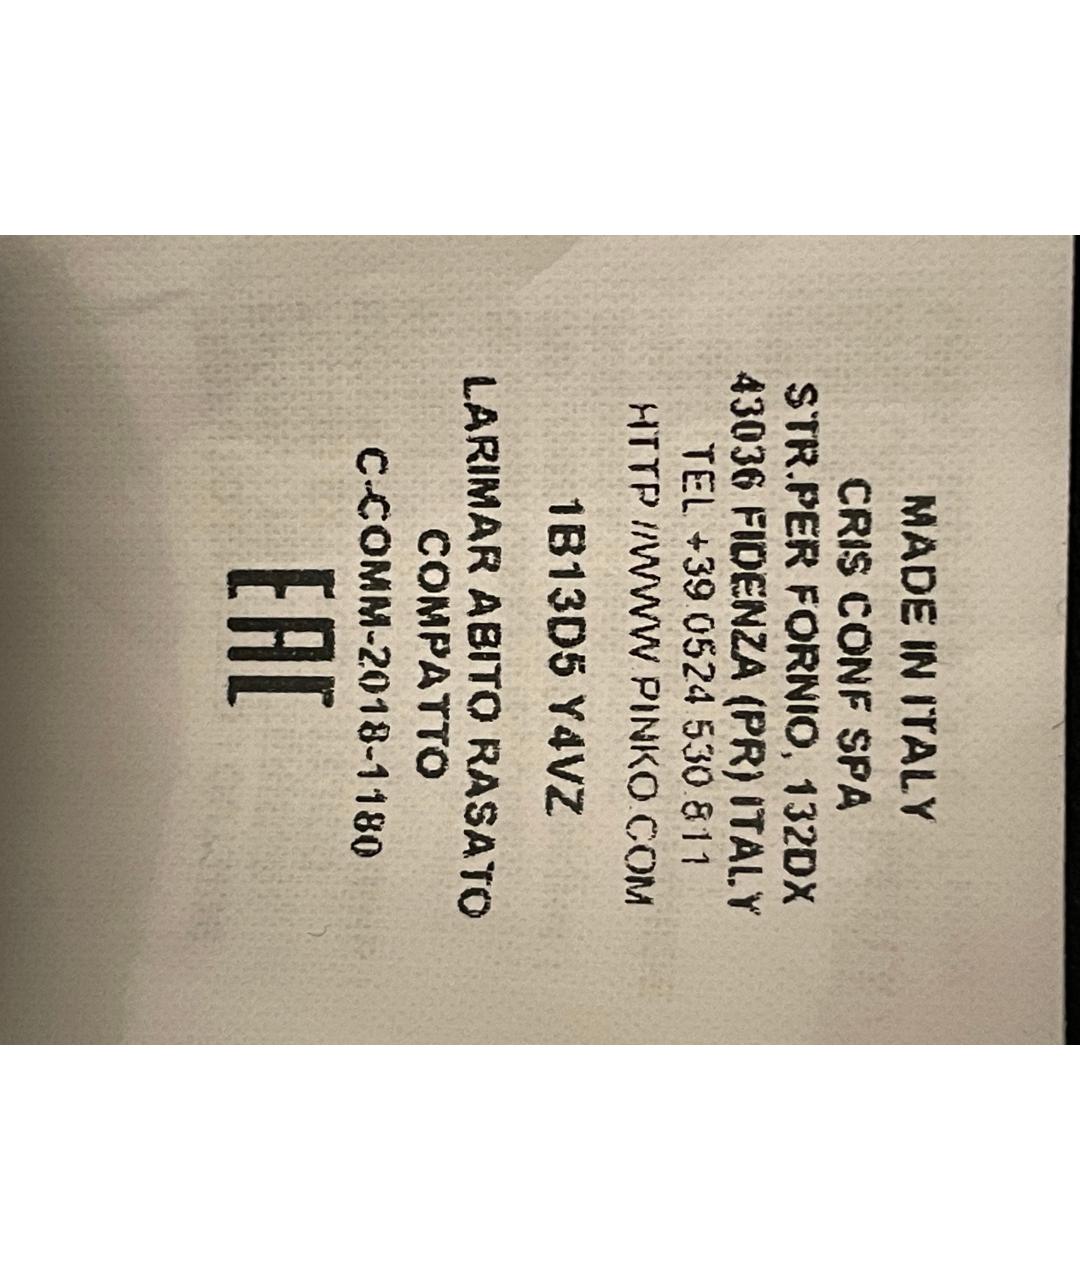 MADE IN ITALY
CRIS CONF SPA
STR.PER FORNIO, 132DX
43036 FIDENZA (PR) ITALY
TEL +39 0524 530 811
HTTP //WWW PINKO.COM
1B13D5 Y4VZ
LARIMAR ABITO RASATO
COMPATTO
C-COMM-2018-1180
EAC